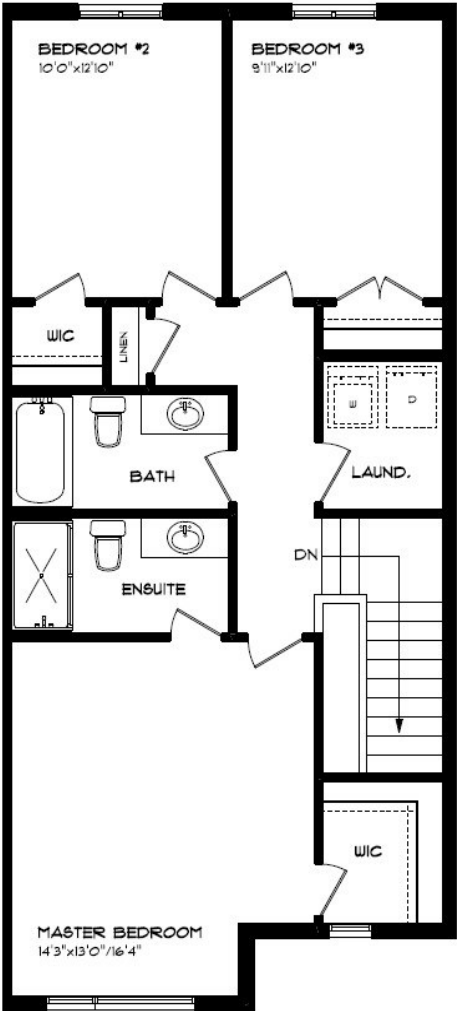 BEDROOM #2
10'0"x12'10"
BEDROOM #3
9'11"x12'10"
WIC
LINEN
W
D
LAUND.
BATH
DN
ENSUITE
WIC
MASTER BEDROOM
14'3"x13'0"/16'4"